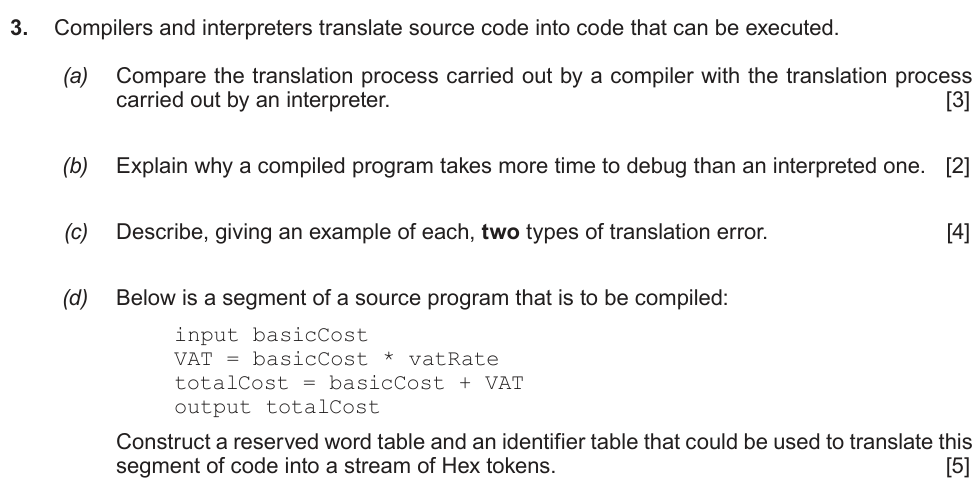 3. Compilers and interpreters translate source code into code that can be executed.
(a) Compare the translation process carried out by a compiler with the translation process
carried out by an interpreter. [3]
(b) Explain why a compiled program takes more time to debug than an interpreted one. [2]
(c) Describe, giving an example of each, two types of translation error. [4]
(d) Below is a segment of a source program that is to be compiled:
input basicCost
VAT = basicCost * vatRate
totalCost = basicCost + VAT
output totalCost
Construct a reserved word table and an identifier table that could be used to translate this
segment of code into a stream of Hex tokens. [5]